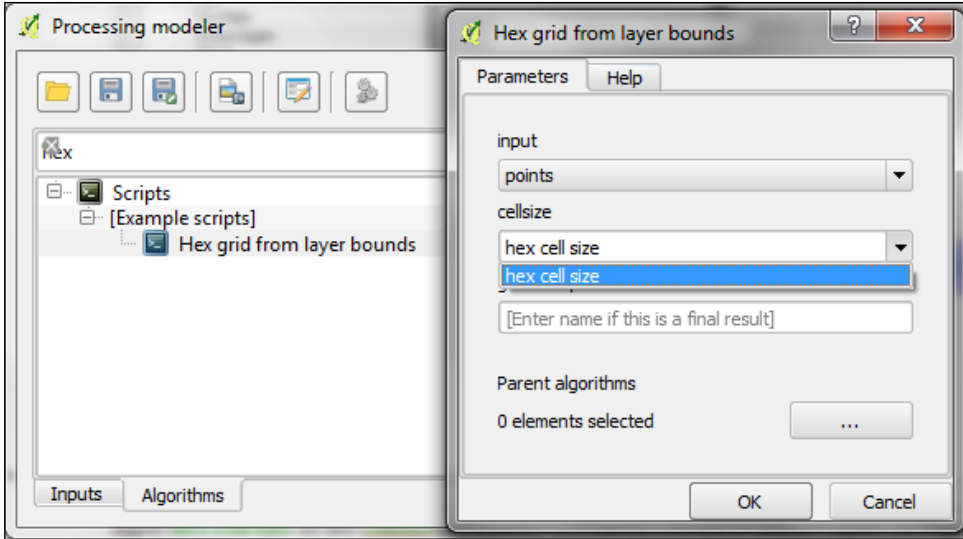 Processing modeler
Hex
Scripts
[Example scripts]
Hex grid from layer bounds
Inputs
Algorithms
Hex grid from layer bounds
?
X
Parameters
Help
input
points
cellsize
hex cell size
hex cell size
[Enter name if this is a final result]
Parent algorithms
0 elements selected
...
OK
Cancel